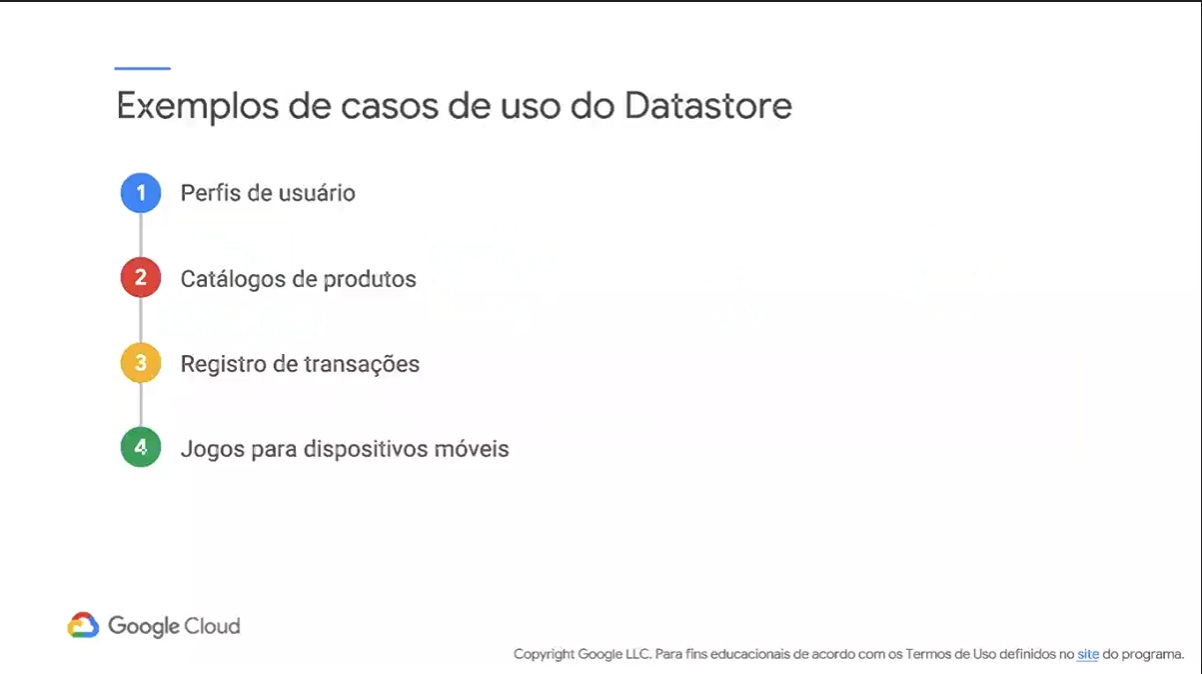 Exemplos de casos de uso do Datastore
1 Perfis de usuário
2 Catálogos de produtos
3 Registro de transações
4 Jogos para dispositivos móveis
Google Cloud
Copyright Google LLC. Para fins educacionais de acordo com os Termos de Uso definidos no site do programa.